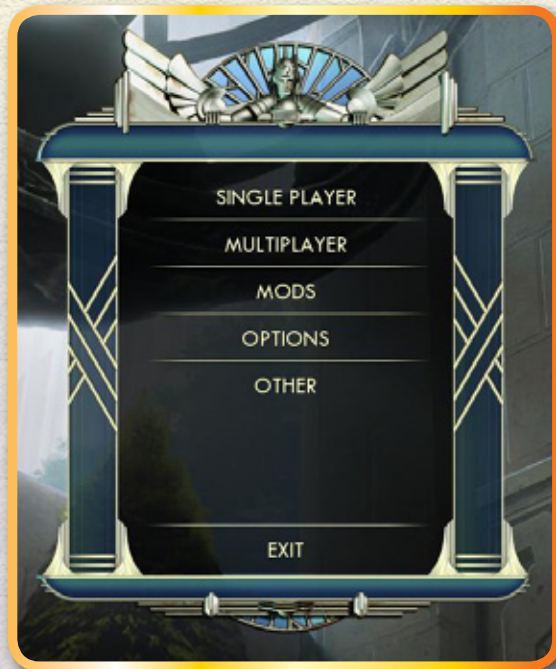 SINGLE PLAYER
MULTIPLAYER
MODS
OPTIONS
OTHER
EXIT